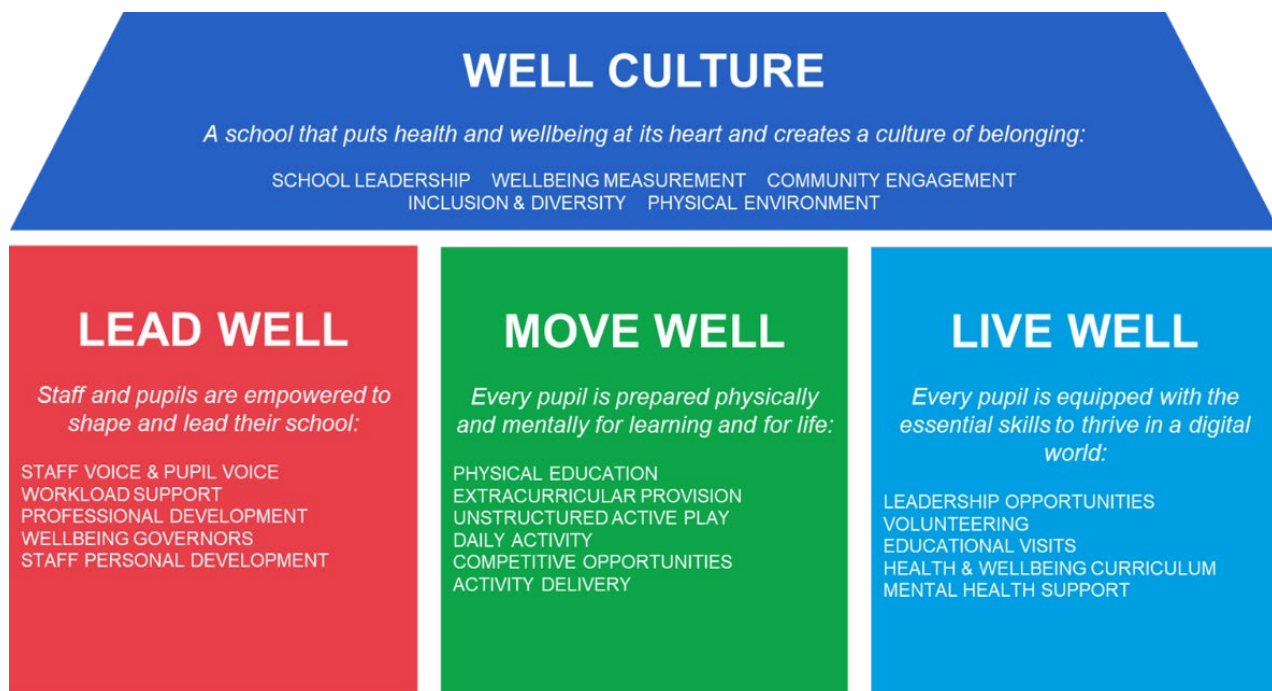 WELL CULTURE
A school that puts health and wellbeing at its heart and creates a culture of belonging:
SCHOOL LEADERSHIP WELLBEING MEASUREMENT COMMUNITY ENGAGEMENT
INCLUSION & DIVERSITY PHYSICAL ENVIRONMENT
LEAD WELL
Staff and pupils are empowered to
shape and lead their school:
STAFF VOICE & PUPIL VOICE
WORKLOAD SUPPORT
PROFESSIONAL DEVELOPMENT
WELLBEING GOVERNORS
STAFF PERSONAL DEVELOPMENT
MOVE WELL
Every pupil is prepared physically
and mentally for learning and for life:
PHYSICAL EDUCATION
EXTRACURRICULAR PROVISION
UNSTRUCTURED ACTIVE PLAY
DAILY ACTIVITY
COMPETITIVE OPPORTUNITIES
ACTIVITY DELIVERY
LIVE WELL
Every pupil is equipped with the
essential skills to thrive in a digital
world:
LEADERSHIP OPPORTUNITIES
VOLUNTEERING
EDUCATIONAL VISITS
HEALTH & WELLBEING CURRICULUM
MENTAL HEALTH SUPPORT